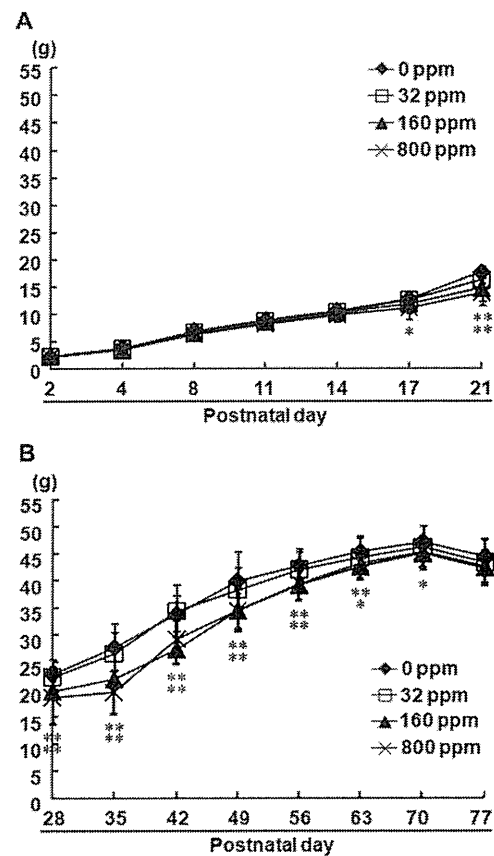 A
(g)
55
50
45
40
35
30
25
20
15
10
5
0
0 ppm
32 ppm
160 ppm
800 ppm
*
**
**
2 4 8 11 14 17 21
Postnatal day
B
(g)
55
50
45
40
35
30
25
20
15
10
5
0
**
**
**
**
**
**
**
**
**
**
**
*
*
0 ppm
32 ppm
160 ppm
800 ppm
28 35 42 49 56 63 70 77
Postnatal day